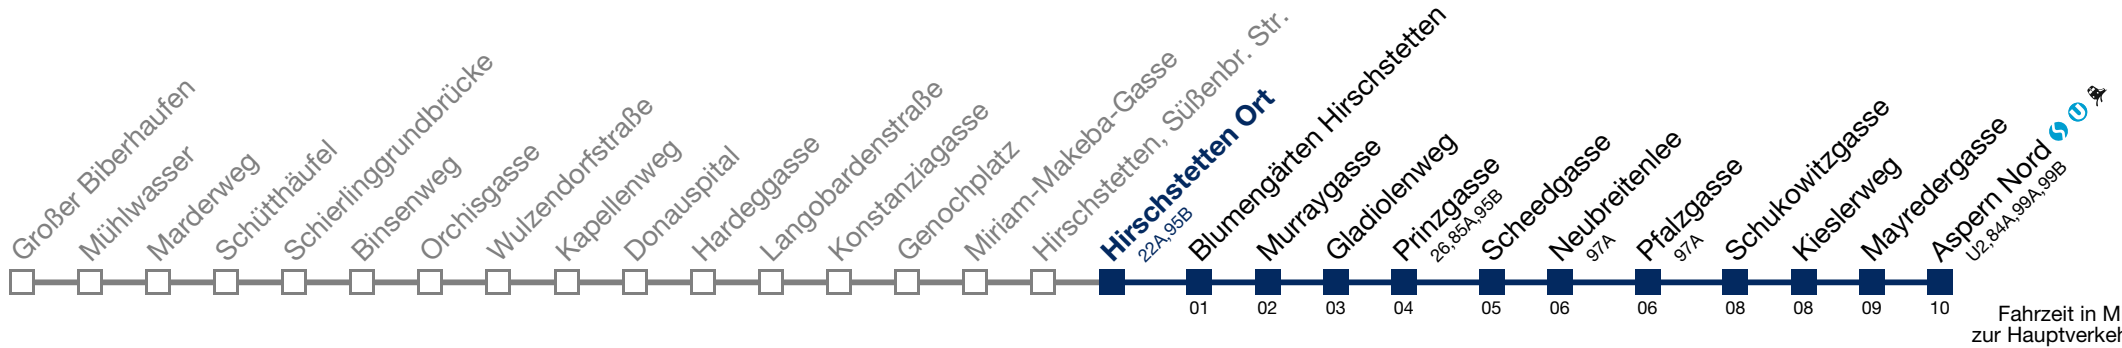 Großer Biberhaufen
Mühlwasser
Marderweg
Schütthäufel
Schierlinggrundbrücke
Binsenweg
Orchisgasse
Wulzendorfstraße
Kapellenweg
Donauspital
Hardeggasse
Langobardenstraße
Konstanziagasse
Genochplatz
Miriam-Makeba-Gasse
Hirschstetten, Süßenbr. Str.
Hirschstetten Ort
22A,95B
Blumengärten Hirschstetten
Murraygasse
Gladiolenweg
Prinzgasse
26,85A,95B
Scheedgasse
Neubreitenlee
97A
Pfalzgasse
97A
Schukowitzgasse
Kieslerweg
Mayredergasse
Aspern Nord S U
U2,84A,99A,99B
01 02 03 04 05 06 06 08 08 09 10
Fahrzeit in M
zur Hauptverkeh